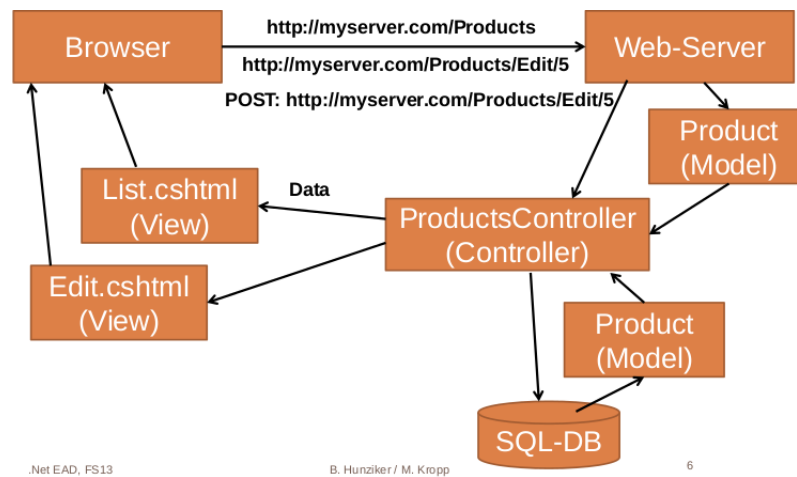 Browser
http://myserver.com/Products
http://myserver.com/Products/Edit/5
POST: http://myserver.com/Products/Edit/5
Web-Server
Product
(Model)
List.cshtml
(View)
Data
ProductsController
(Controller)
Edit.cshtml
(View)
Product
(Model)
SQL-DB
.Net EAD, FS13
B. Hunziker / M. Kropp
6